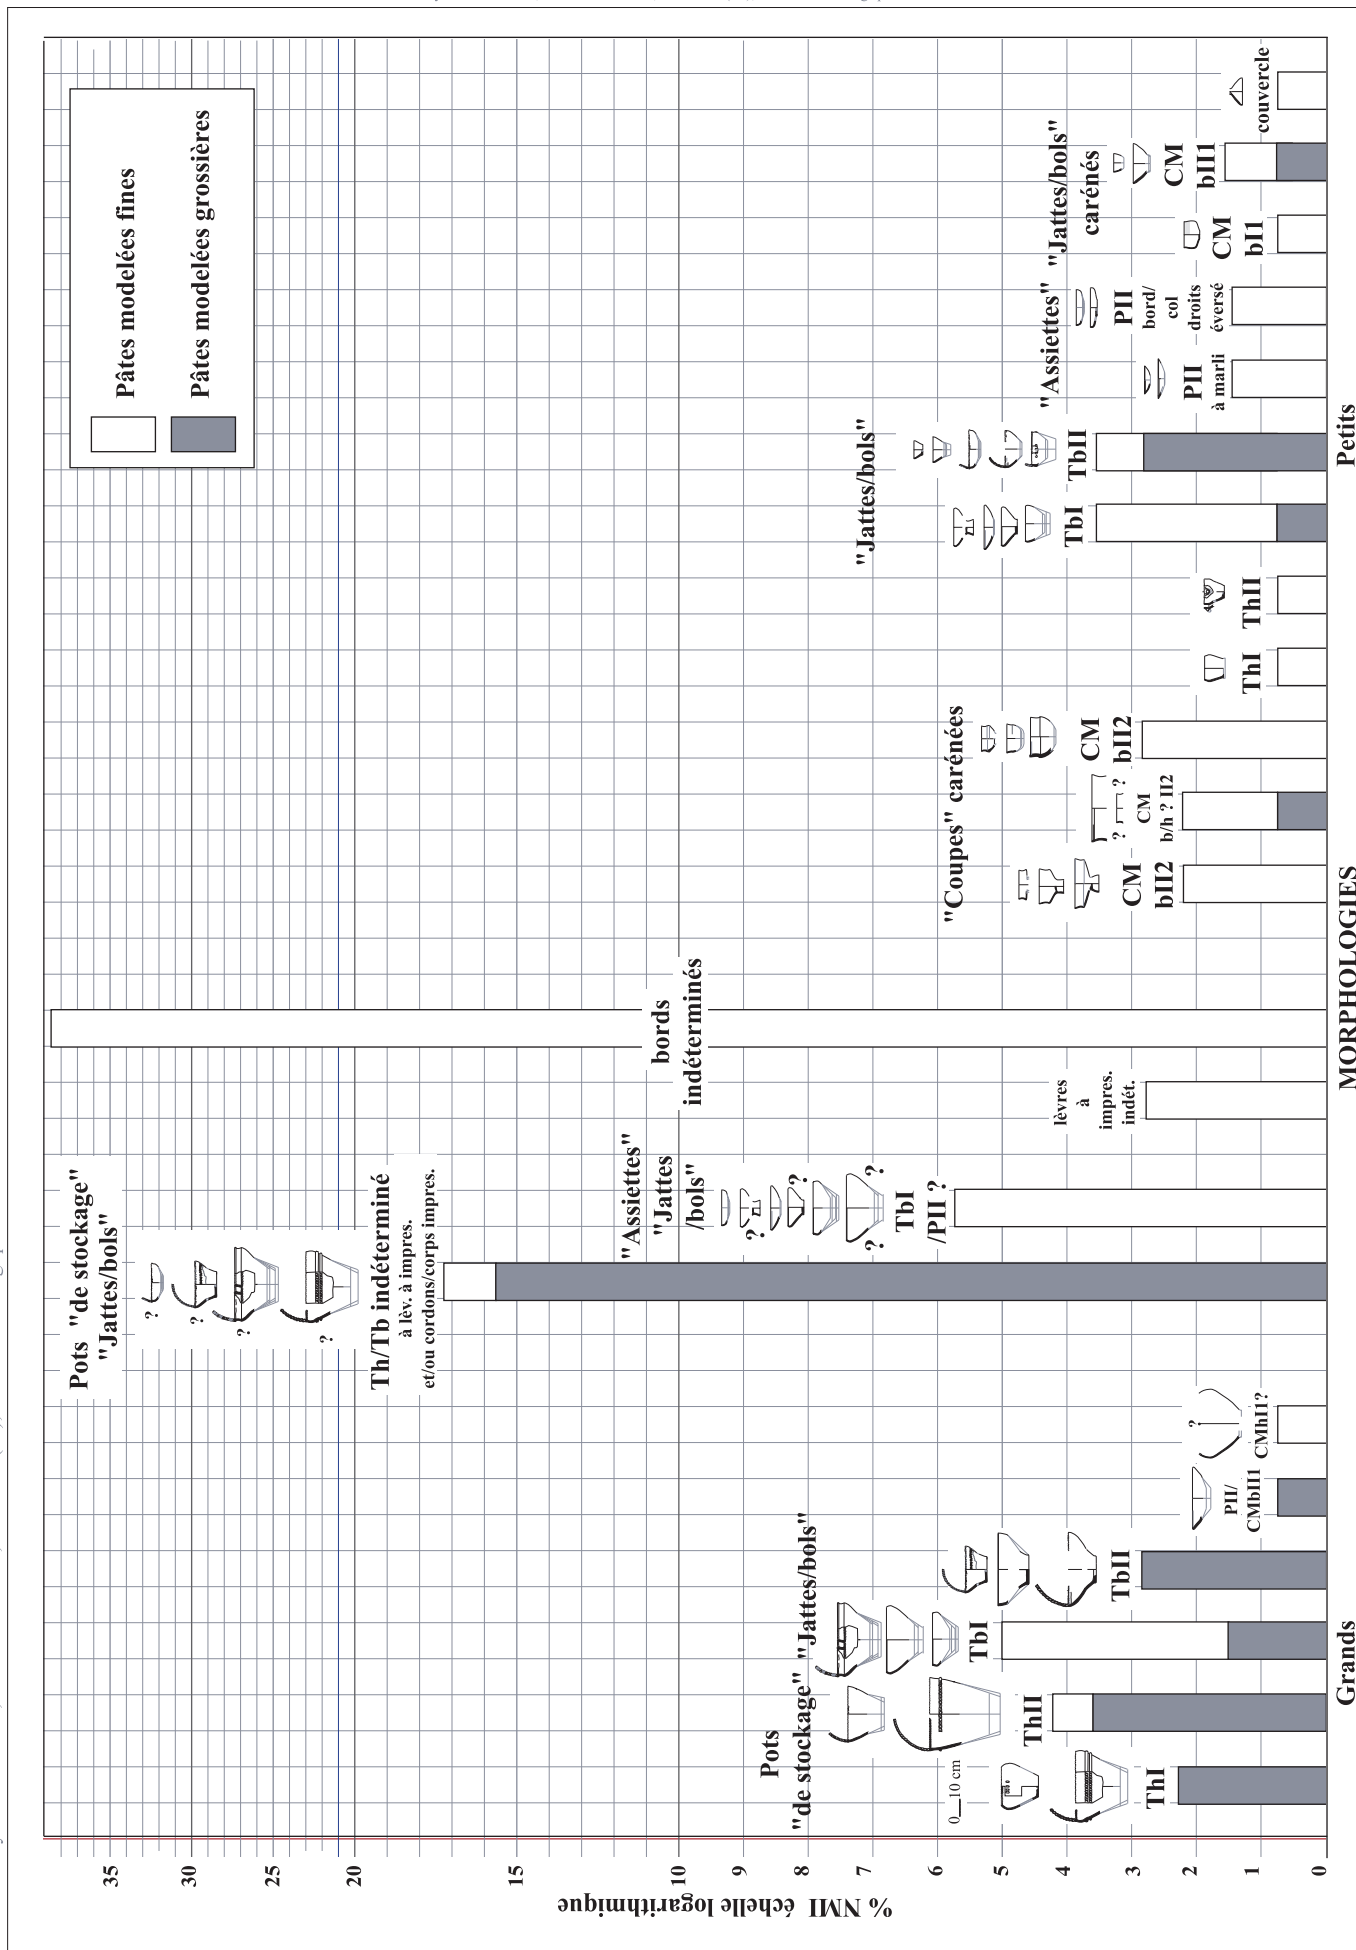 Pâtes modelées fines
Pâtes modelées grossières
% NMI échelle logarithmique
35
30
25
20
15
10
9
8
7
6
5
4
3
2
1
0
Pots
"de stockage"
0 10 cm
ThI
ThII
"Jattes/bols"
TbI
TbII
PII/
CMbII1
?
CMhI1?
Grands
Pots "de stockage"
"Jattes/bols"
?
?
?
?
Th/Tb indéterminé
à lèv. à impres.
et/ou cordons/corps impres.
"Assiettes"
"Jattes
/bols"
?
?
?
?
TbI
/PII ?
lèvres
à
impres.
indét.
bords
indéterminés
MORPHOLOGIES
"Coupes" carénées
CM
bII2
? ?
CM
b/h ? II2
CM
bII2
ThI
ThII
"Jattes/bols"
TbI
TbII
Petits
"Assiettes"
PII
à marli
PII
bord/
col
droits
éversé
"Jattes/bols"
carénés
CM
bI1
CM
bII1
couvercle